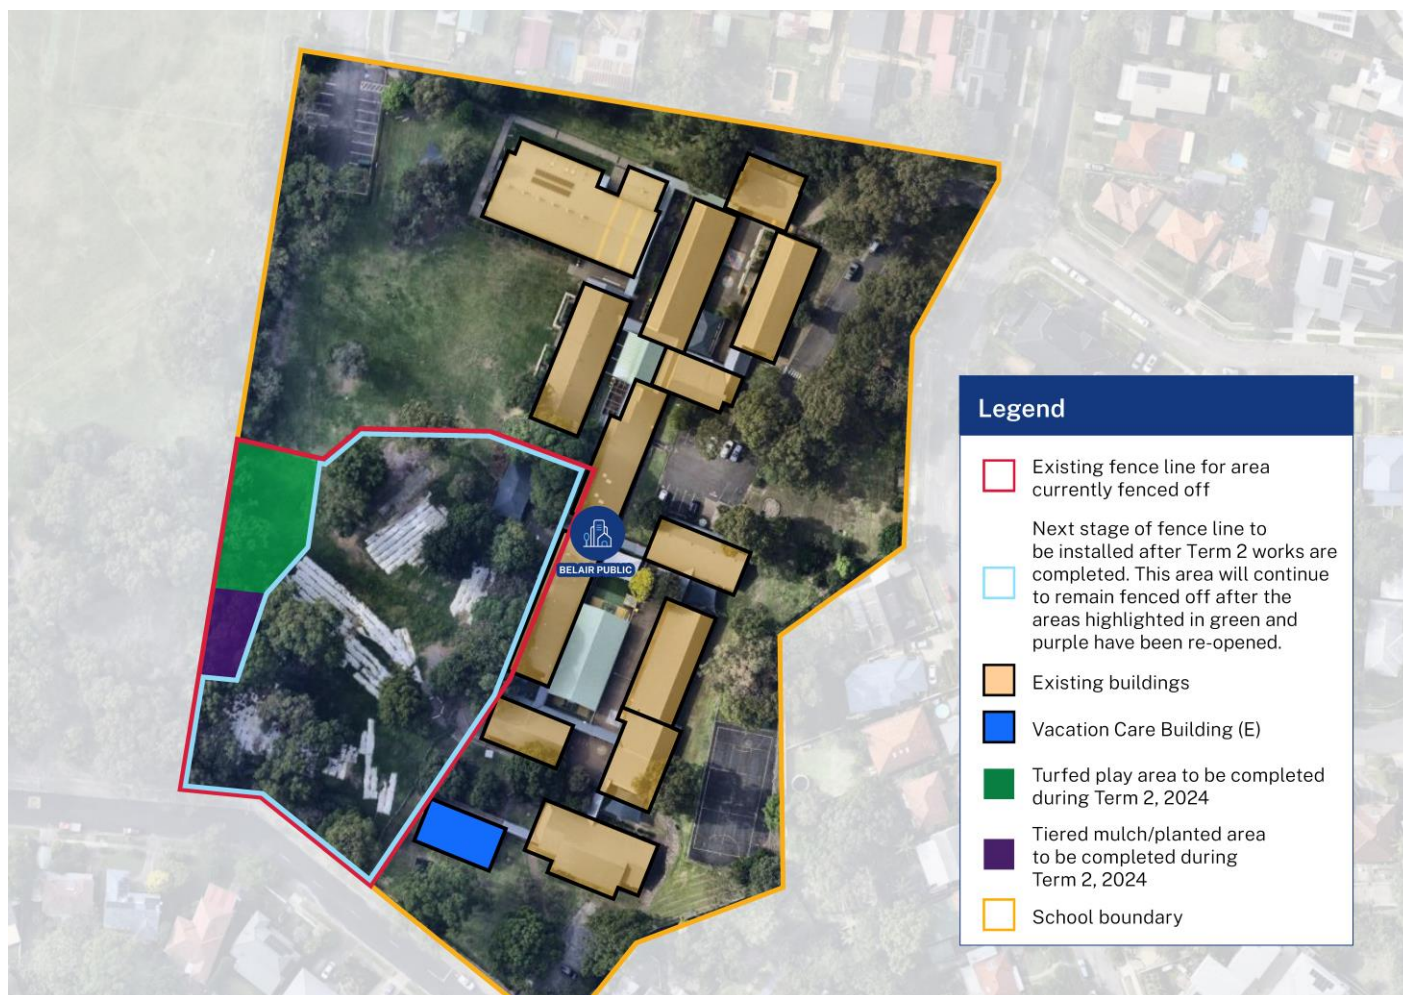 BELAIR PUBLIC
Legend
Existing fence line for area
currently fenced off
Next stage of fence line to
be installed after Term 2 works are
completed. This area will continue
to remain fenced off after the
areas highlighted in green and
purple have been re-opened.
Existing buildings
Vacation Care Building (E)
Turfed play area to be completed
during Term 2, 2024
Tiered mulch/planted area
to be completed during
Term 2, 2024
School boundary